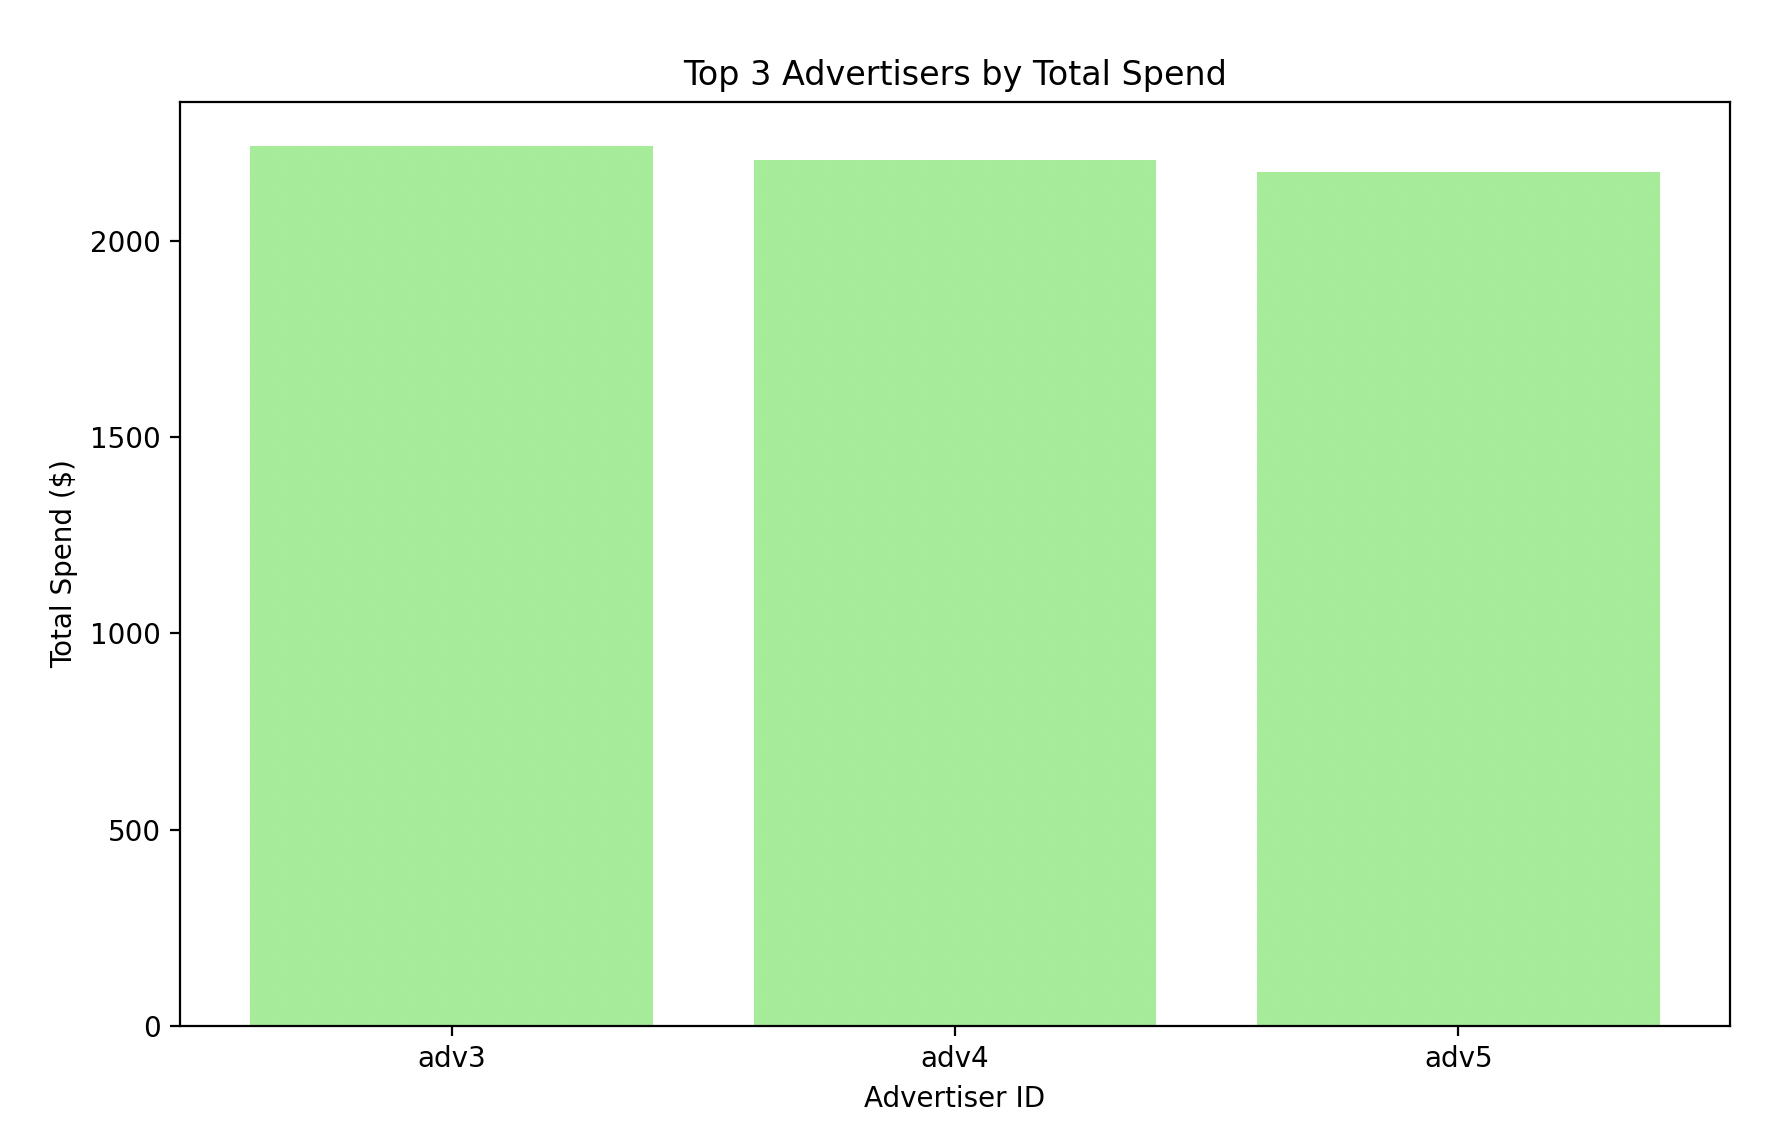 Top 3 Advertisers by Total Spend
Total Spend ($)
2000
1500
1000
500
0
adv3
adv4
adv5
Advertiser ID